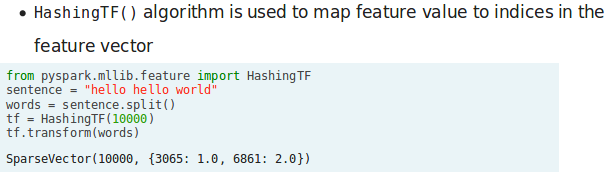 • HashingTF() algorithm is used to map feature value to indices in the
feature vector
from pyspark.mllib.feature import HashingTF
sentence = "hello hello world"
words = sentence.split()
tf = HashingTF(10000)
tf.transform(words)
SparseVector(10000, {3065: 1.0, 6861: 2.0})